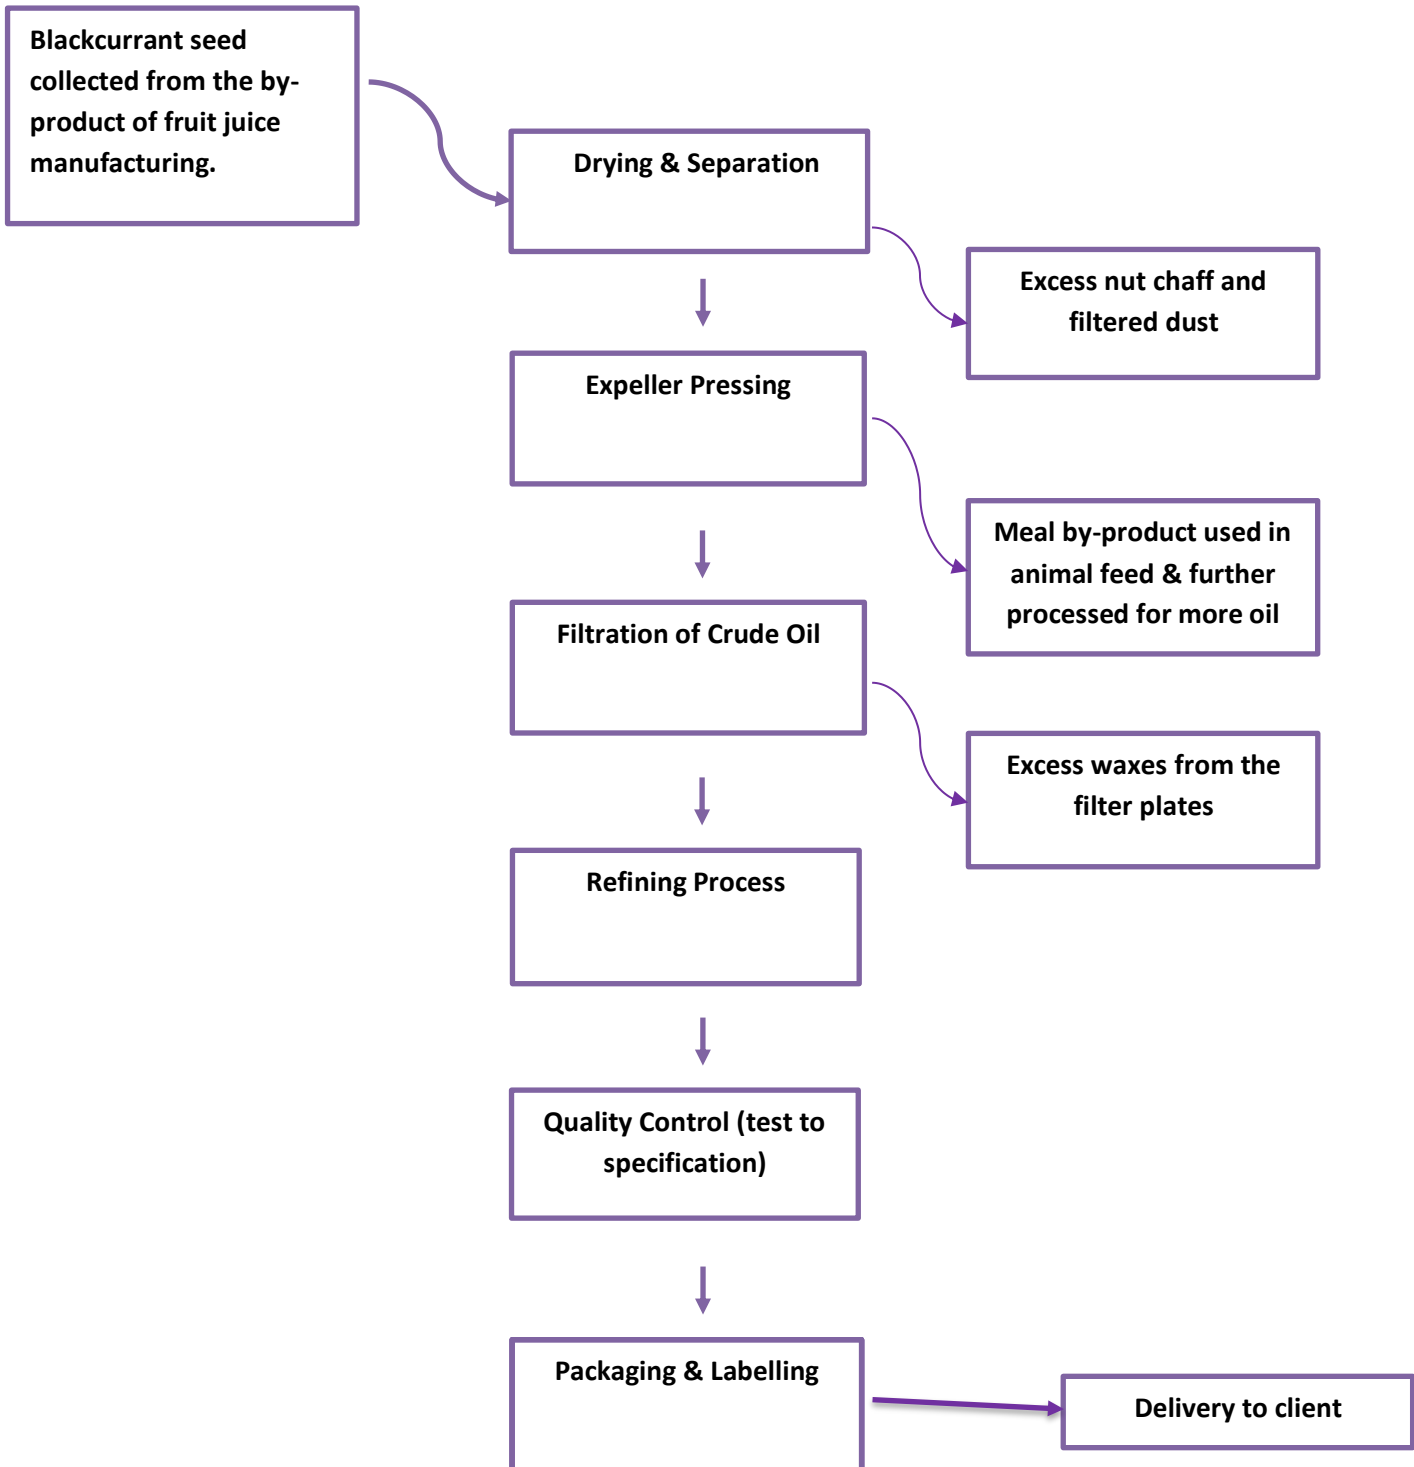 Blackcurrant seed
collected from the by-
product of fruit juice
manufacturing.
Drying & Separation
Excess nut chaff and
filtered dust
Expeller Pressing
Meal by-product used in
animal feed & further
processed for more oil
Filtration of Crude Oil
Excess waxes from the
filter plates
Refining Process
Quality Control (test to
specification)
Packaging & Labelling
Delivery to client